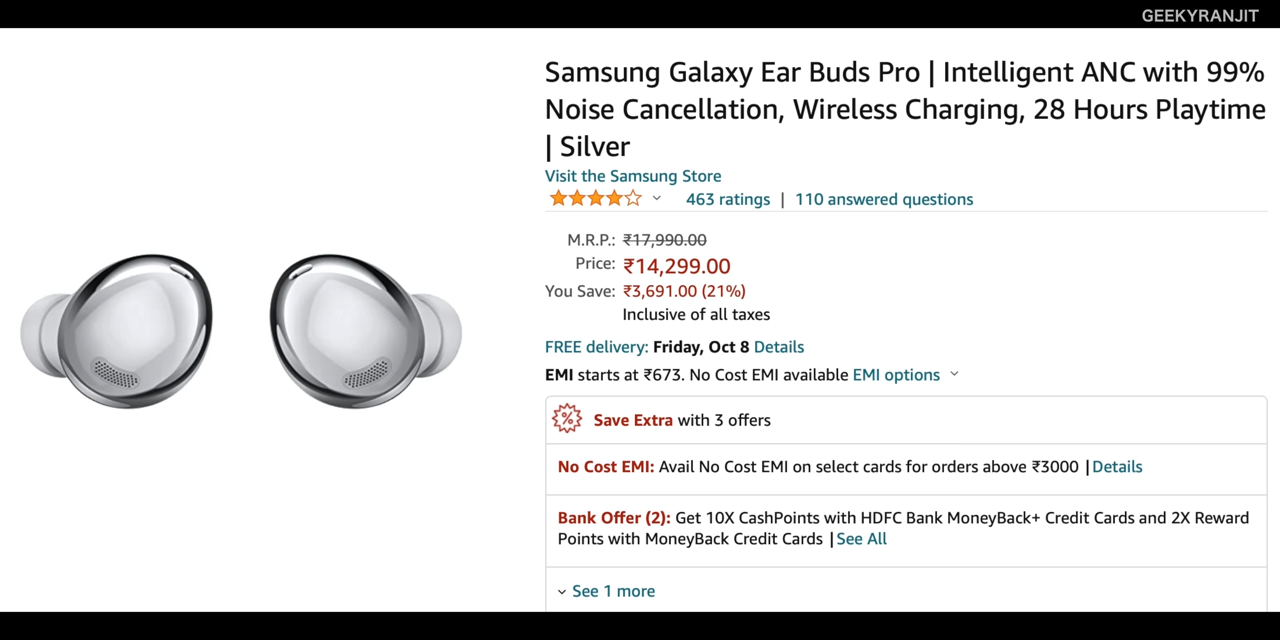 GEEKYRANJIT
Samsung Galaxy Ear Buds Pro | Intelligent ANC with 99%
Noise Cancellation, Wireless Charging, 28 Hours Playtime
| Silver
Visit the Samsung Store
463 ratings | 110 answered questions
M.R.P.: ₹17,990.00
Price: ₹14,299.00
You Save: ₹3,691.00 (21%)
Inclusive of all taxes
FREE delivery: Friday, Oct 8 Details
EMI starts at ₹673. No Cost EMI available EMI options
Save Extra with 3 offers
No Cost EMI: Avail No Cost EMI on select cards for orders above ₹3000 | Details
Bank Offer (2): Get 10X CashPoints with HDFC Bank MoneyBack+ Credit Cards and 2X Reward
Points with MoneyBack Credit Cards | See All
See 1 more